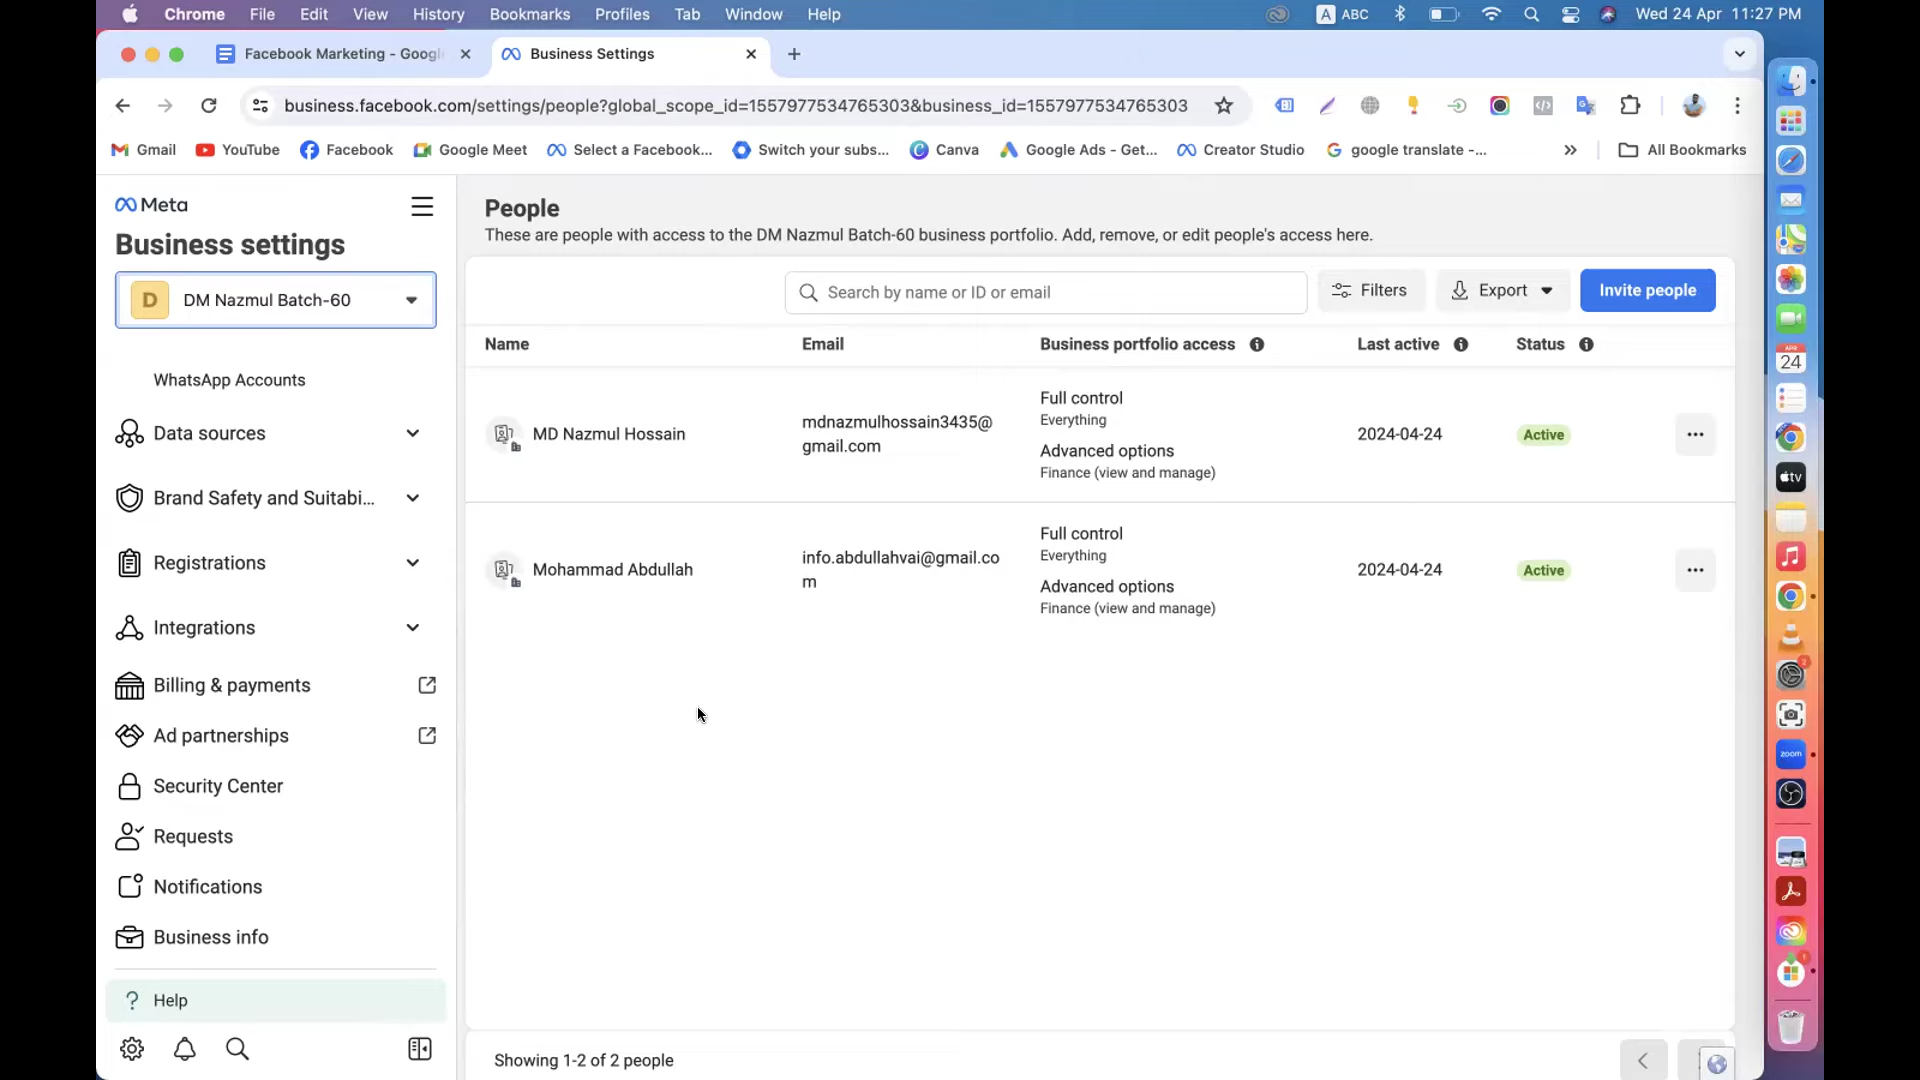 Chrome File Edit View History Bookmarks Profiles Tab Window Help
A ABC Wed 24 Apr 11:27 PM
Facebook Marketing - Googl
Business Settings
business.facebook.com/settings/people?global_scope_id=1557977534765303&business_id=1557977534765303
Gmail YouTube Facebook Google Meet Select a Facebook... Switch your subs... Canva Google Ads - Get... Creator Studio google translate -... All Bookmarks
Meta
Business settings
D DM Nazmul Batch-60
WhatsApp Accounts
Data sources
Brand Safety and Suitabi...
Registrations
Integrations
Billing & payments
Ad partnerships
Security Center
Requests
Notifications
Business info
? Help
People
These are people with access to the DM Nazmul Batch-60 business portfolio. Add, remove, or edit people's access here.
Search by name or ID or email
Filters
Export
Invite people
Name Email Business portfolio access Last active Status
MD Nazmul Hossain
mdnazmulhossain3435@
gmail.com
Full control
Everything
Advanced options
Finance (view and manage)
2024-04-24
Active
Mohammad Abdullah
info.abdullahvai@gmail.co
m
Full control
Everything
Advanced options
Finance (view and manage)
2024-04-24
Active
Showing 1-2 of 2 people
APR
24
tv
zoom